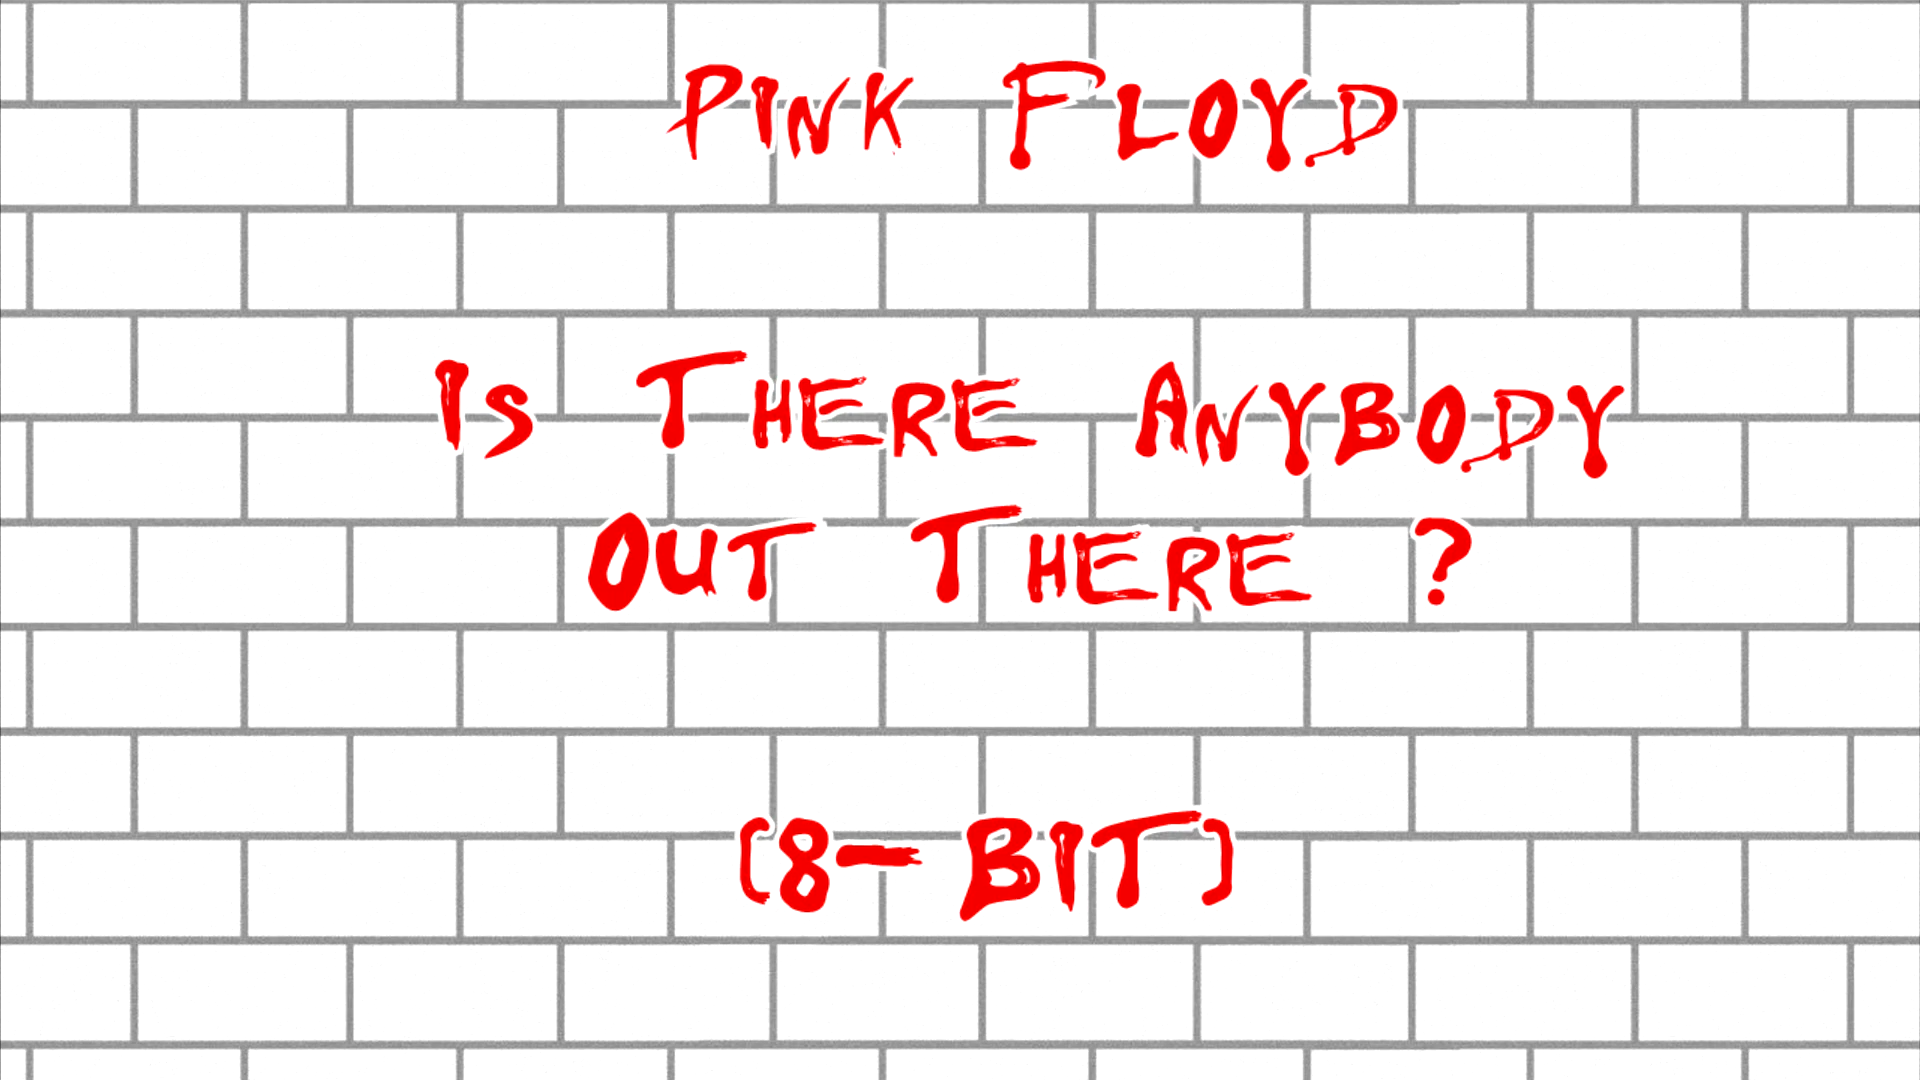 Pink Floyd
Is There Anybody
Out There ?
(8-BIT)